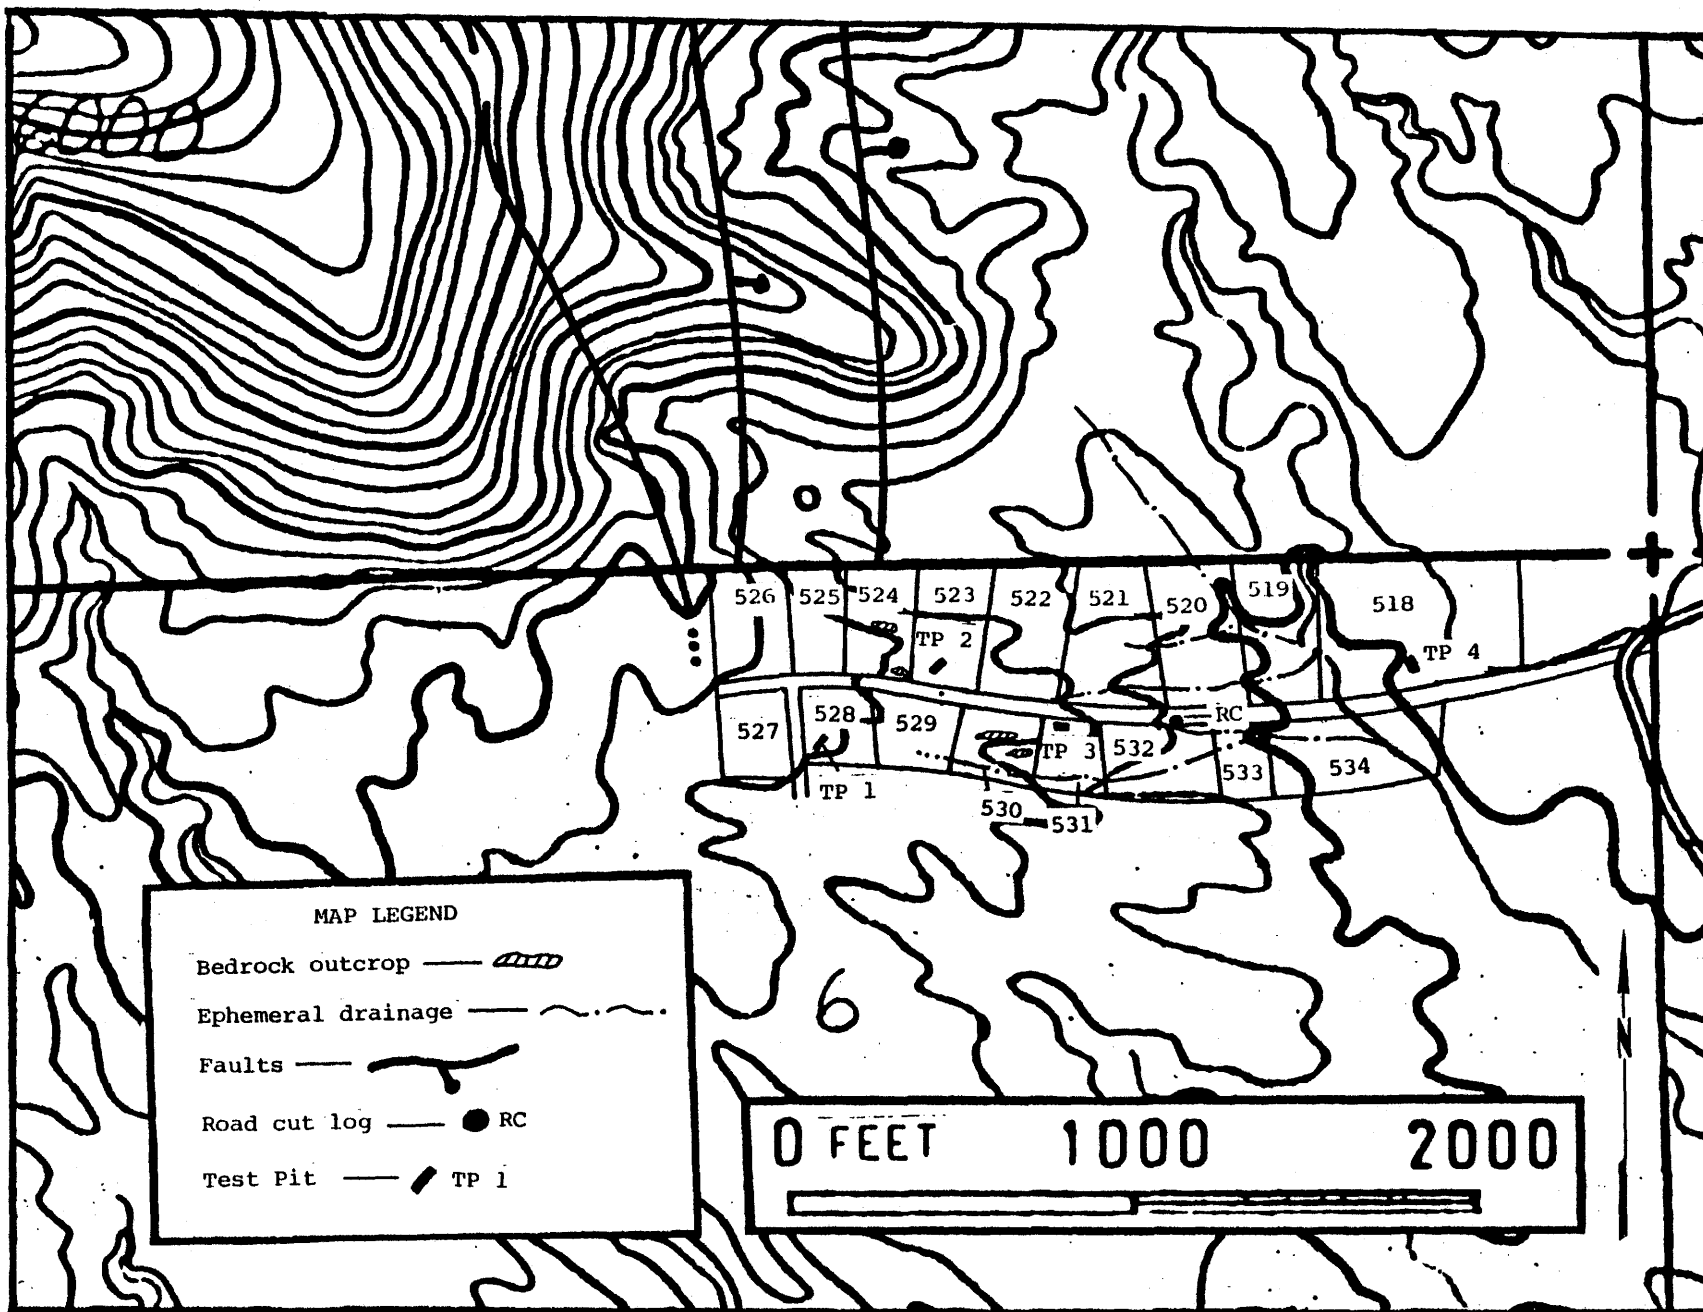 526 525 524 523 522 521 520 519 518
TP 2
TP 4
527 528 529 TP 3 532 RC 533 534
TP 1
530 531
MAP LEGEND
Bedrock outcrop
Ephemeral drainage
Faults
Road cut log RC
Test Pit TP 1
6
N
0 FEET 1000 2000